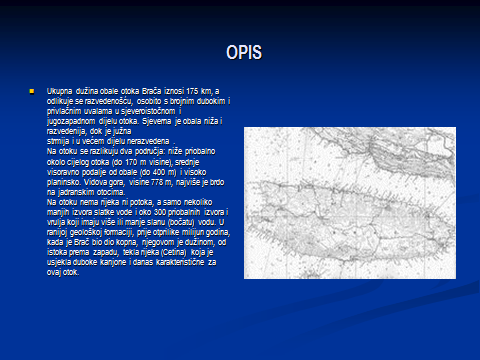 OPIS
Ukupna dužina obale otoka Brača iznosi 175 km, a
odlikuje se razvedenošću, osobito s brojnim dubokim i
privlačnim uvalama u sjeveroistočnom i
jugozapadnom dijelu otoka. Sjeverna je obala niža i
razvedenija, dok je južna
strmija i u većem dijelu nerazvedena .
Na otoku se razlikuju dva područja: niže priobalno
okolo cijelog otoka (do 170 m visine), srednje
visoravno podalje od obale (do 400 m) i visoko
planinsko. Vidova gora, visine 778 m, najviše je brdo
na jadranskim otocima.
Na otoku nema rijeka ni potoka, a samo nekoliko
manjih izvora slatke vode i oko 300 priobalnih izvora i
vrulja koji imaju više ili manje slanu (bočatu) vodu. U
ranijoj geološkoj formaciji, prije otprilike milijun godina,
kada je Brač bio dio kopna, njegovom je dužinom, od
istoka prema zapadu, tekla rijeka (Cetina) koja je
usjekla duboke kanjone i danas karakteristične za
ovaj otok.